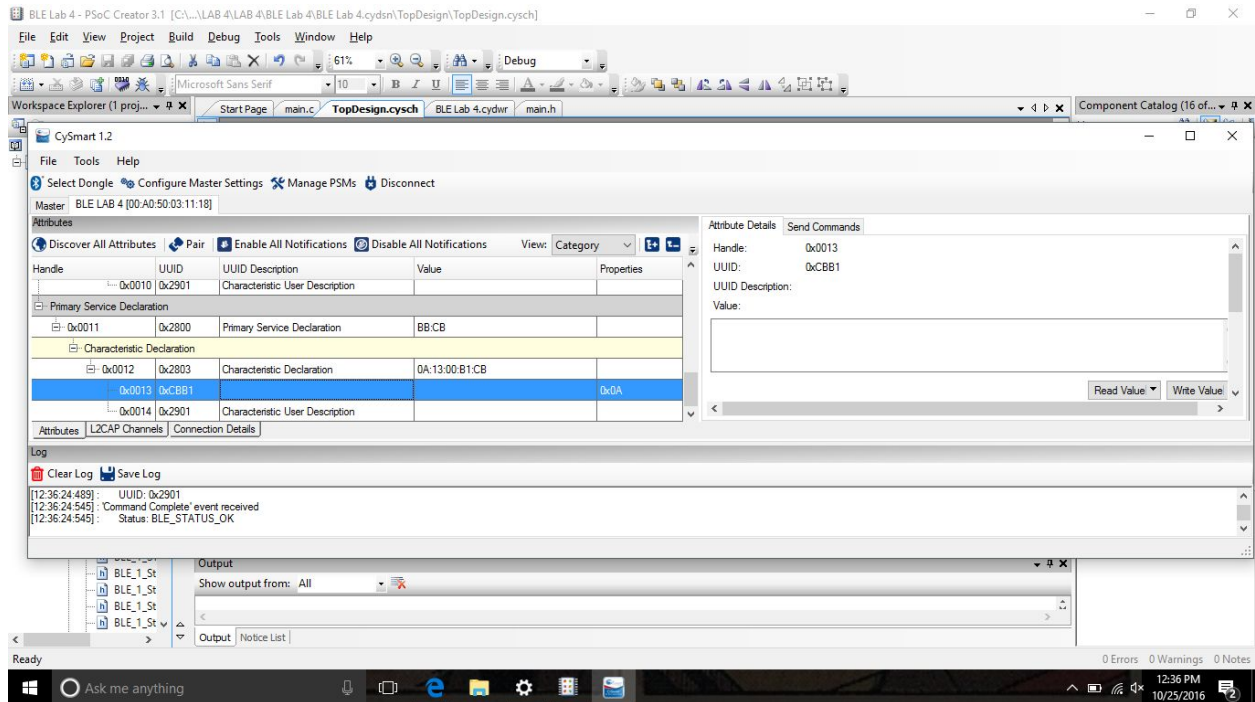 BLE Lab 4 - PSoC Creator 3.1 [C:\...\LAB 4\LAB 4\BLE Lab 4\BLE Lab 4.cydsn\TopDesign\TopDesign.cysch]
File Edit View Project Build Debug Tools Window Help
61% Debug
Microsoft Sans Serif 10 B I U
Workspace Explorer (1 proj... Start Page main.c TopDesign.cysch BLE Lab 4.cydwr main.h Component Catalog (16 of...
CySmart 1.2
File Tools Help
Select Dongle Configure Master Settings Manage PSMs Disconnect
Master BLE LAB 4 [00:A0:50:03:11:18]
Attributes Attribute Details Send Commands
Discover All Attributes Pair Enable All Notifications Disable All Notifications View: Category
Handle: 0x0013
Handle UUID UUID Description Value Properties
UUID: 0xCBB1
0x0010 0x2901 Characteristic User Description
UUID Description:
Primary Service Declaration
Value:
0x0011 0x2800 Primary Service Declaration BB:CB
Characteristic Declaration
0x0012 0x2803 Characteristic Declaration 0A:13:00:B1:CB
0x0013 0xCBB1 0x0A
Read Value Write Value
0x0014 0x2901 Characteristic User Description
Attributes L2CAP Channels Connection Details
Log
Clear Log Save Log
[12:36:24:489] : UUID: 0x2901
[12:36:24:545] : 'Command Complete' event received
[12:36:24:545] : Status: BLE_STATUS_OK
Output
BLE_1_St
Show output from: All
BLE_1_St
BLE_1_St
BLE_1_St
Output Notice List
Ready 0 Errors 0 Warnings 0 Notes
Ask me anything
12:36 PM
10/25/2016
2